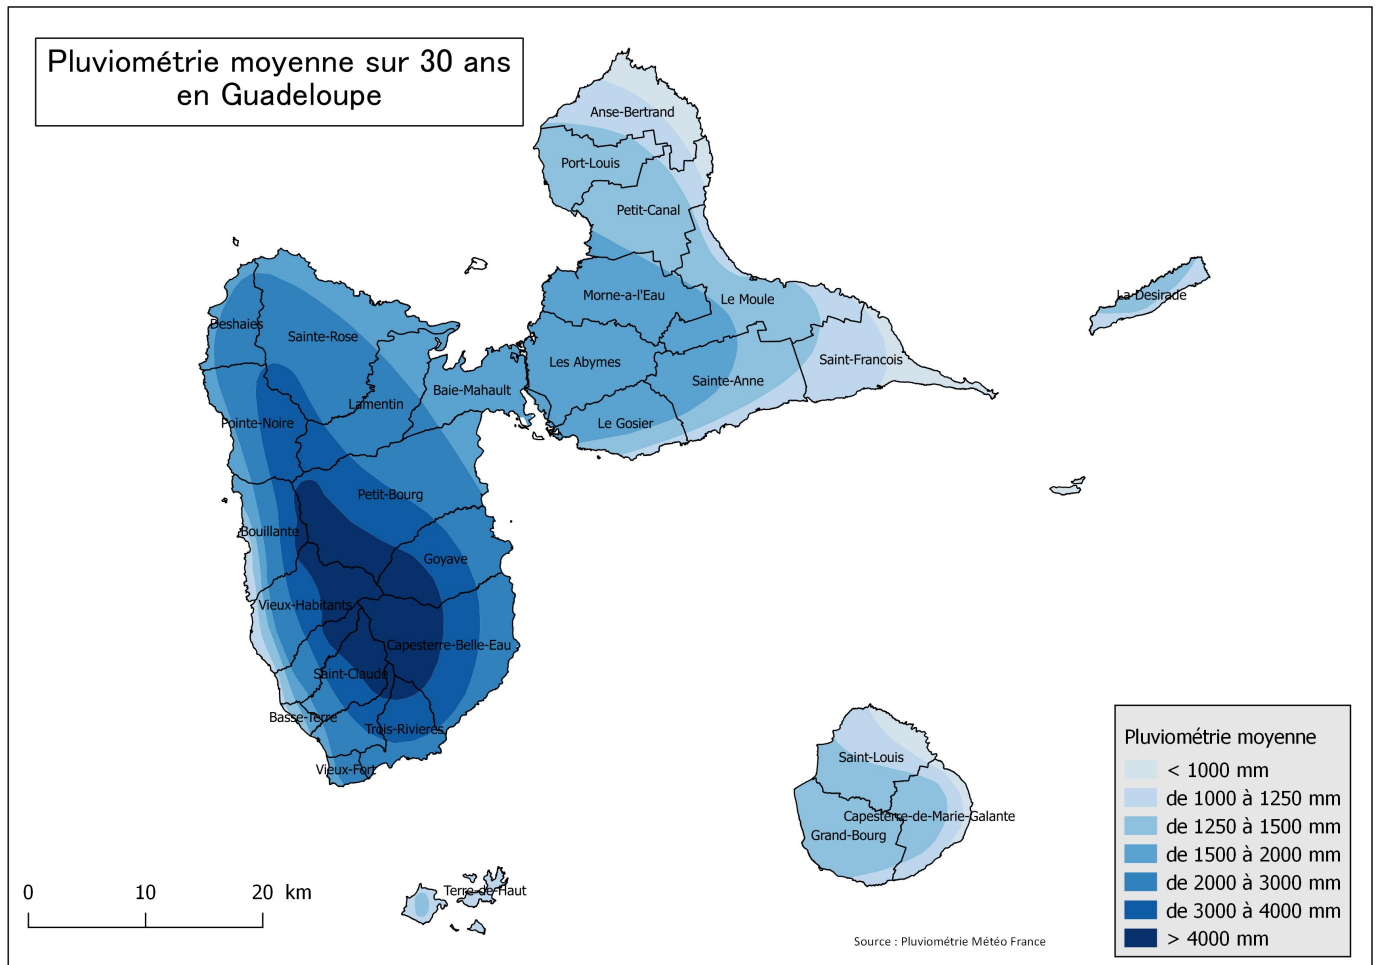 Pluviométrie moyenne sur 30 ans
en Guadeloupe
Anse-Bertrand
Port-Louis
Petit-Canal
Morne-a-l'Eau
Le Moule
La Desirade
Deshaies
Sainte-Rose
Les Abymes
Saint-Francois
Sainte-Anne
Baie-Mahault
Lamentin
Pointe-Noire
Le Gosier
Petit-Bourg
Bouillante
Goyave
Vieux-Habitants
Capesterre-Belle-Eau
Saint-Claude
Basse-Terre
Trois-Rivieres
Vieux-Fort
Saint-Louis
Capesterre-de-Marie-Galante
Grand-Bourg
Terre-de-Haut
Pluviométrie moyenne
< 1000 mm
de 1000 à 1250 mm
de 1250 à 1500 mm
de 1500 à 2000 mm
de 2000 à 3000 mm
de 3000 à 4000 mm
> 4000 mm
0 10 20 km
Source : Pluviométrie Météo France